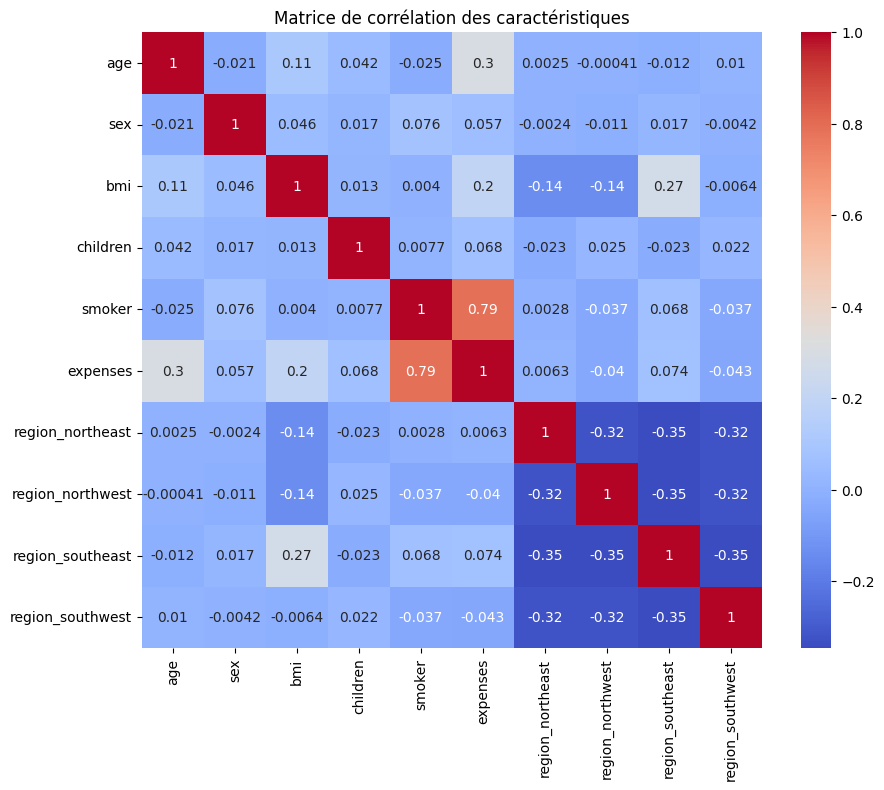 Matrice de corrélation des caractéristiques
age 1 -0.021 0.11 0.042 -0.025 0.3 0.0025 -0.00041 -0.012 0.01
sex -0.021 1 0.046 0.017 0.076 0.057 -0.0024 -0.011 0.017 -0.0042
bmi 0.11 0.046 1 0.013 0.004 0.2 -0.14 -0.14 0.27 -0.0064
children 0.042 0.017 0.013 1 0.0077 0.068 -0.023 0.025 -0.023 0.022
smoker -0.025 0.076 0.004 0.0077 1 0.79 0.0028 -0.037 0.068 -0.037
expenses 0.3 0.057 0.2 0.068 0.79 1 0.0063 -0.04 0.074 -0.043
region_northeast 0.0025 -0.0024 -0.14 -0.023 0.0028 0.0063 1 -0.32 -0.35 -0.32
region_northwest -0.00041 -0.011 -0.14 0.025 -0.037 -0.04 -0.32 1 -0.35 -0.32
region_southeast -0.012 0.017 0.27 -0.023 0.068 0.074 -0.35 -0.35 1 -0.35
region_southwest 0.01 -0.0042 -0.0064 0.022 -0.037 -0.043 -0.32 -0.32 -0.35 1
age sex bmi children smoker expenses region_northeast region_northwest region_southeast region_southwest
1.0
0.8
0.6
0.4
0.2
0.0
−0.2